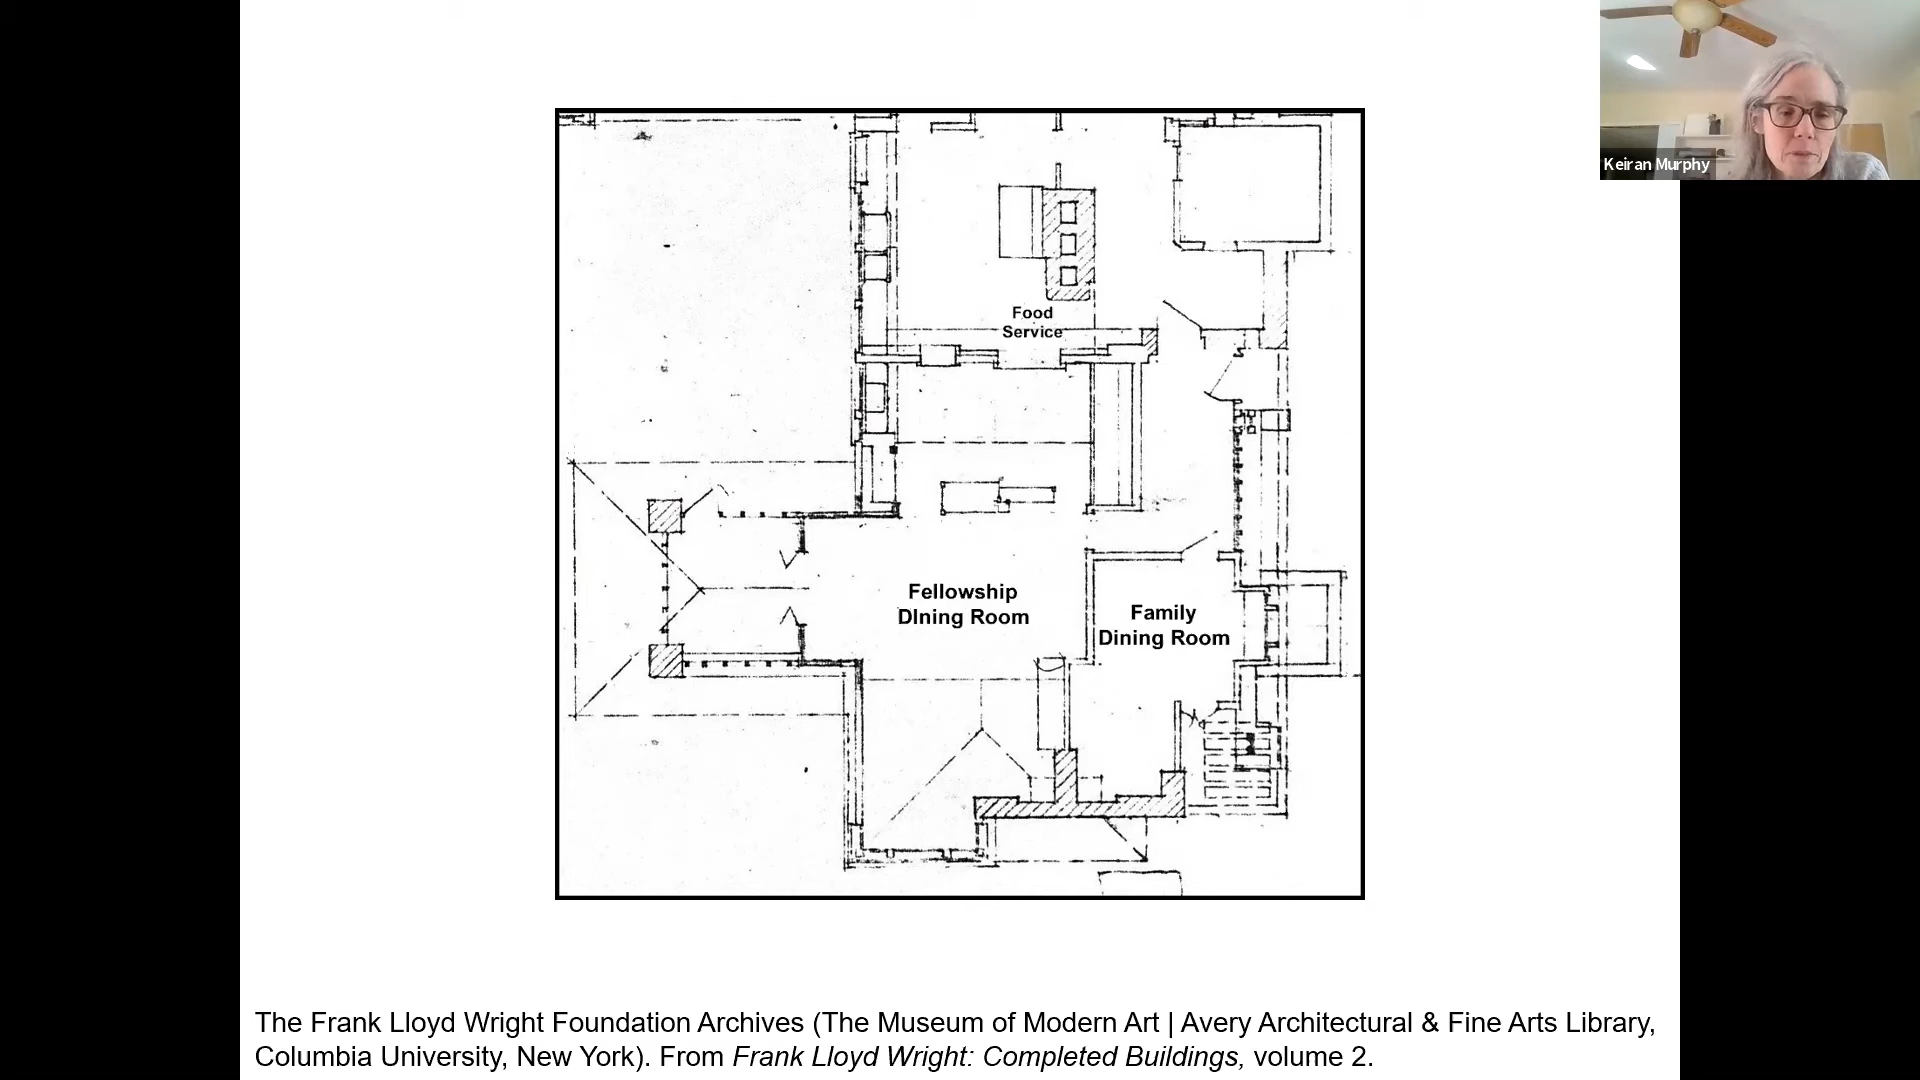 Keiran Murphy
Food
Service
Fellowship
DIning Room
Family
Dining Room
The Frank Lloyd Wright Foundation Archives (The Museum of Modern Art | Avery Architectural & Fine Arts Library,
Columbia University, New York). From Frank Lloyd Wright: Completed Buildings, volume 2.